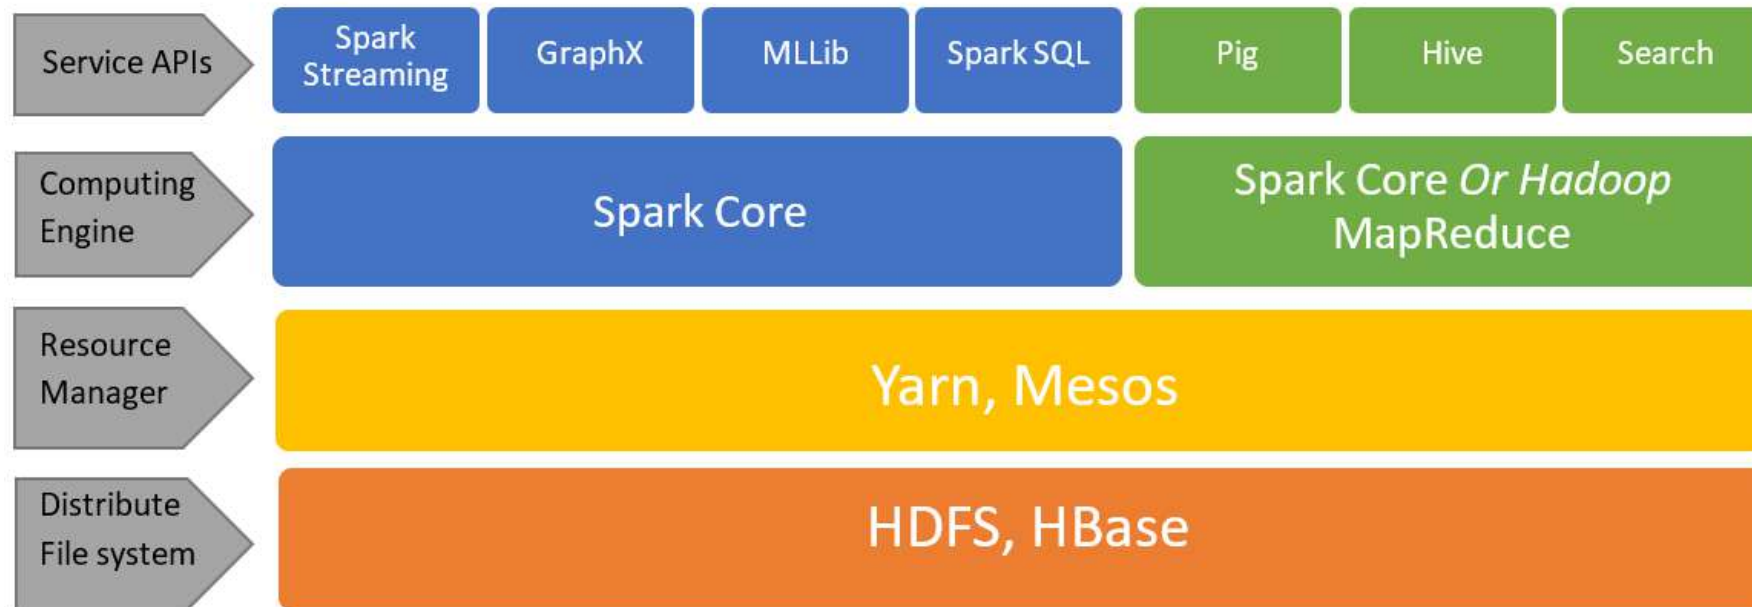 Service APIs
Spark
Streaming
GraphX
MLLib
Spark SQL
Pig
Hive
Search
Computing
Engine
Spark Core
Spark Core Or Hadoop
MapReduce
Resource
Manager
Yarn, Mesos
Distribute
File system
HDFS, HBase